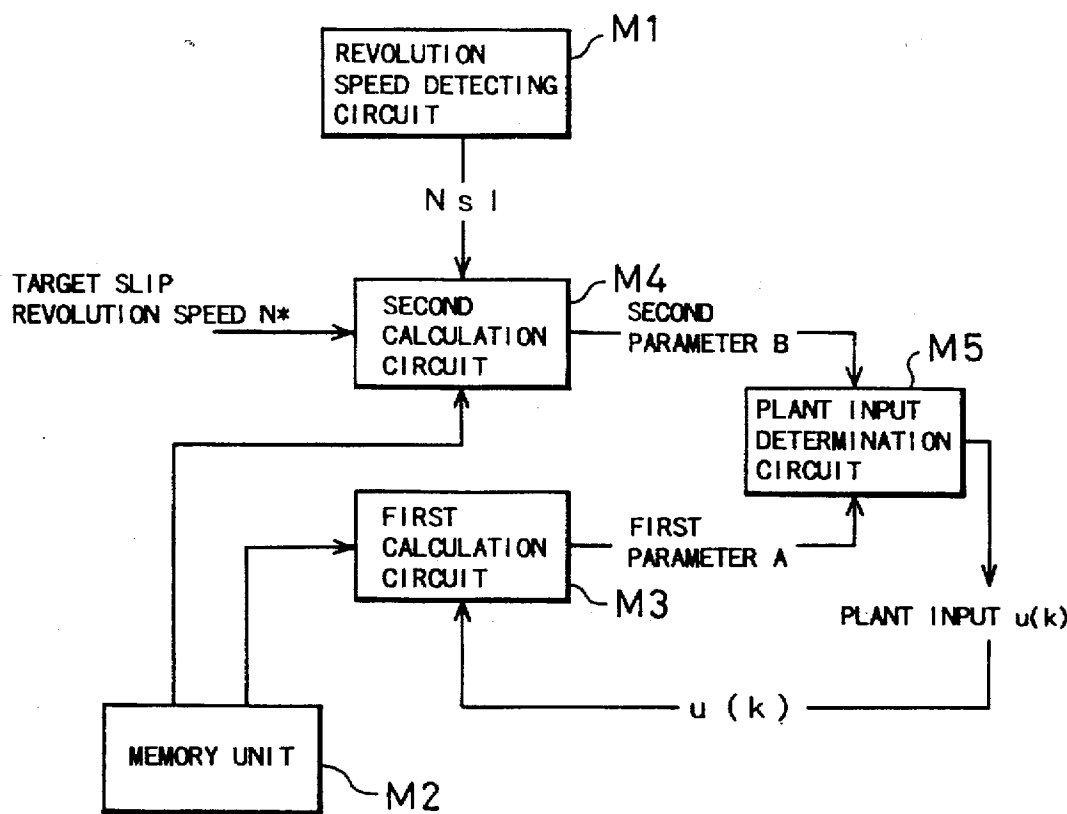 M1
REVOLUTION
SPEED DETECTING
CIRCUIT
Nsl
TARGET SLIP
REVOLUTION SPEED N*
M4
SECOND
CALCULATION
CIRCUIT
SECOND
PARAMETER B
M5
PLANT INPUT
DETERMINATION
CIRCUIT
FIRST
CALCULATION
CIRCUIT
M3
FIRST
PARAMETER A
PLANT INPUT u(k)
u (k)
MEMORY UNIT
M2